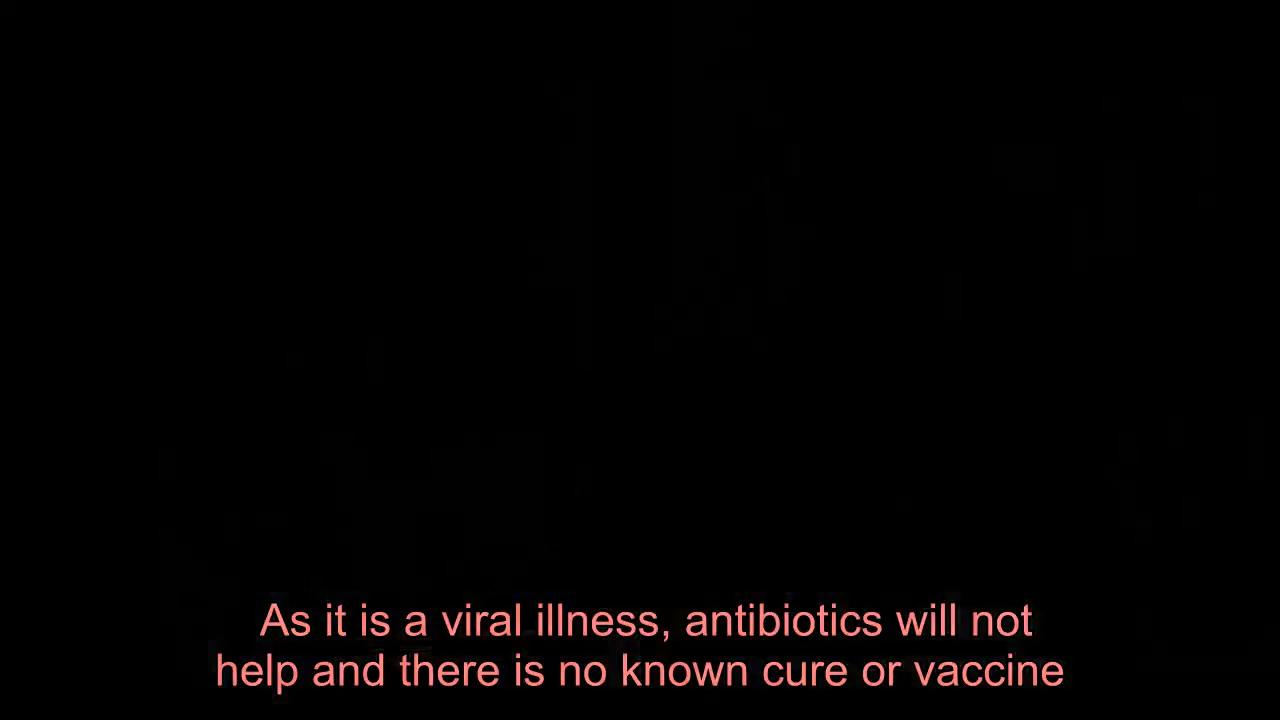 As it is a viral illness, antibiotics will not
help and there is no known cure or vaccine